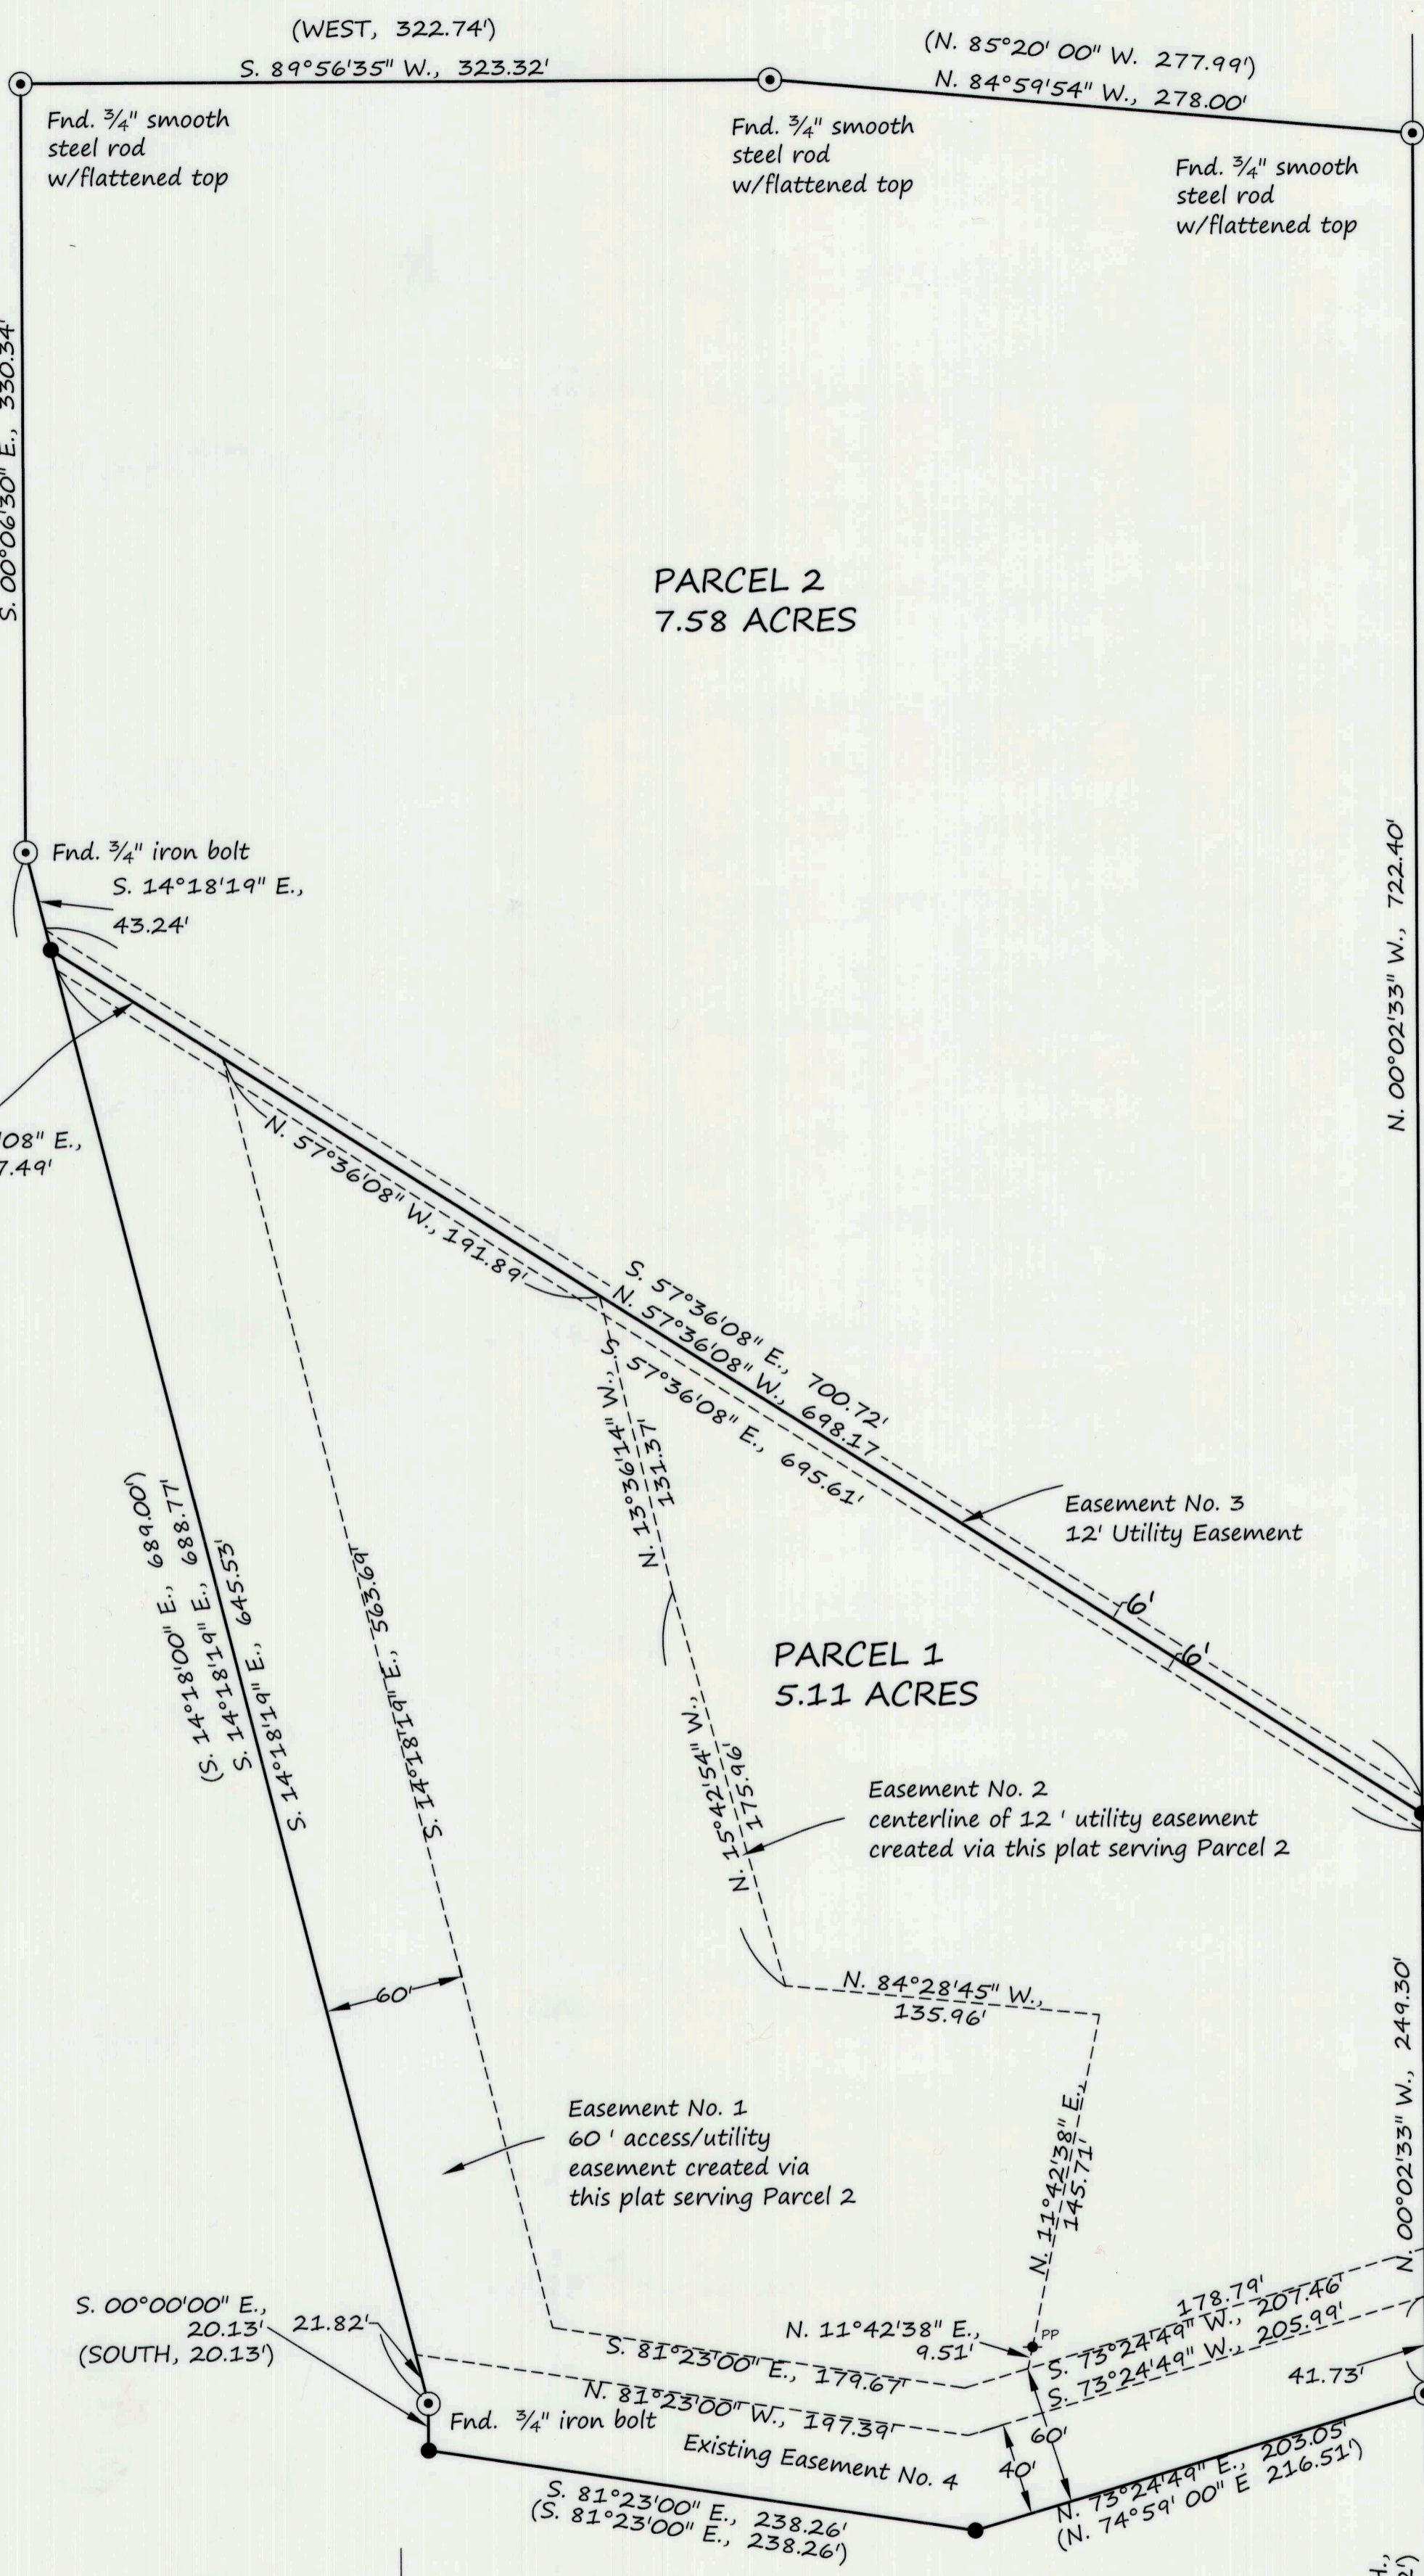 (WEST, 322.74')
S. 89°56'35" W., 323.32'
(N. 85°20' 00" W. 277.99')
N. 84°59'54" W., 278.00'
Fnd. ¾" smooth
steel rod
w/flattened top
Fnd. ¾" smooth
steel rod
w/flattened top
Fnd. ¾" smooth
steel rod
w/flattened top
S. 00°06'30" E., 330.34'
PARCEL 2
7.58 ACRES
Fnd. ¾" iron bolt
S. 14°18'19" E.,
43.24'
N. 00°02'33" W., 722.40'
'08" E.,
7.49'
N. 57°36'08" W., 191.89'
S. 57°36'08" E., 700.72'
N. 57°36'08" W., 698.17
S. 57°36'08" E., 695.61'
N. 13°36'14" W.,
131.37'
Easement No. 3
12' Utility Easement
6'
6'
(S. 14°18'00" E., 689.00')
S. 14°18'19" E., 688.77'
S. 14°18'19" E., 645.53'
S. 14°18'19" E., 563.69'
PARCEL 1
5.11 ACRES
N. 15°42'54" W.,
175.96'
Easement No. 2
centerline of 12 ' utility easement
created via this plat serving Parcel 2
60'
N. 84°28'45" W.,
135.96'
N. 00°02'33" W., 249.30'
Easement No. 1
60 ' access/utility
easement created via
this plat serving Parcel 2
N. 11°42'38" E.,
145.71'
S. 00°00'00" E.,
20.13'
(SOUTH, 20.13')
21.82'
N. 11°42'38" E.,
9.51'
PP
178.79'
S. 73°24'49" W., 207.46'
S. 73°24'49" W., 205.99'
41.73'
S. 81°23'00" E., 179.67'
N. 81°23'00" W., 197.39'
Fnd. ¾" iron bolt
Existing Easement No. 4
60'
40'
S. 81°23'00" E., 238.26'
(S. 81°23'00" E., 238.26')
N. 73°24'49" E., 203.05'
(N. 74°59' 00" E 216.51')